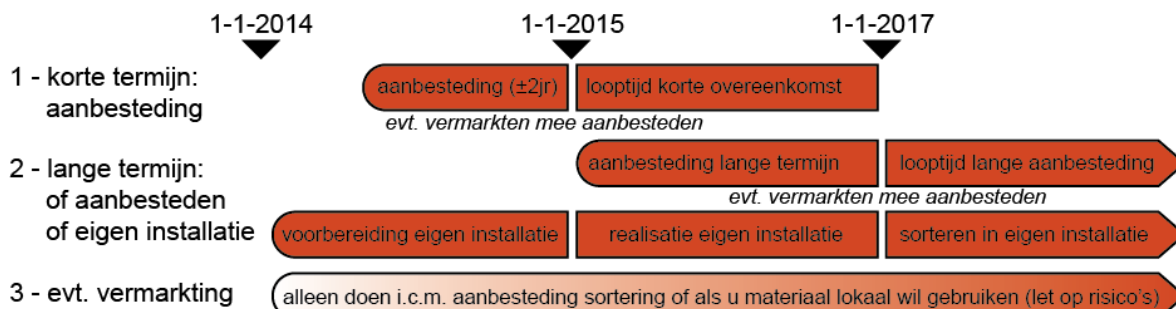 1-1-2014
1-1-2015
1-1-2017
1 - korte termijn:
aanbesteding
aanbesteding (±2jr)
looptijd korte overeenkomst
evt. vermarkten mee aanbesteden
2 - lange termijn:
of aanbesteden
of eigen installatie
aanbesteding lange termijn
looptijd lange aanbesteding
evt. vermarkten mee aanbesteden
voorbereiding eigen installatie
realisatie eigen installatie
sorteren in eigen installatie
3 - evt. vermarkting
alleen doen i.c.m. aanbesteding sortering of als u materiaal lokaal wil gebruiken (let op risico's)